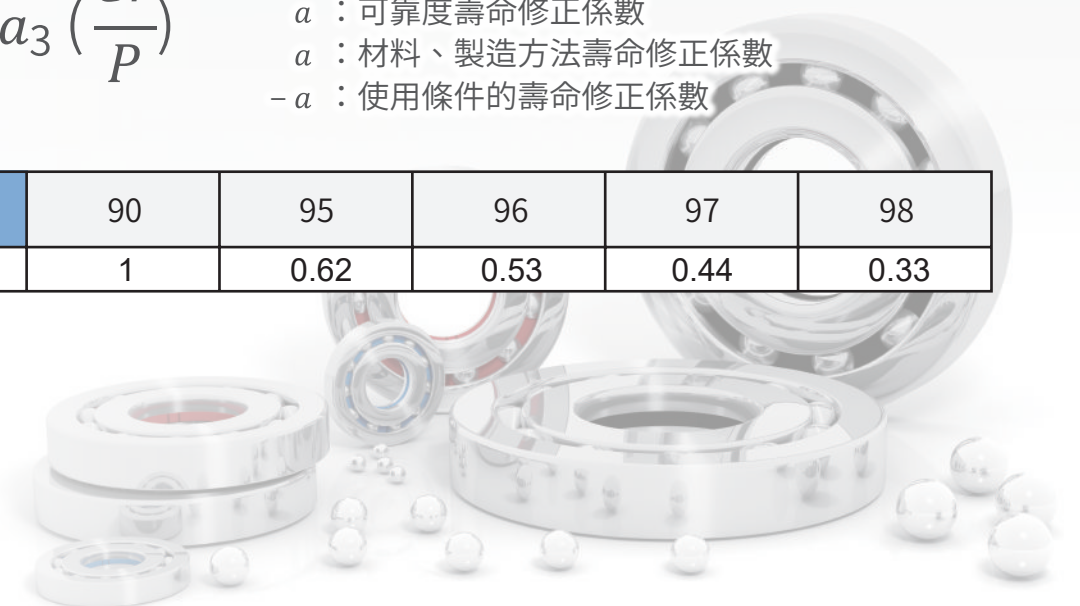 a ：可靠度壽命修正係數
a₃ ( / P )
a ：材料、製造方法壽命修正係數
– a ：使用條件的壽命修正係數
90 95 96 97 98
1 0.62 0.53 0.44 0.33